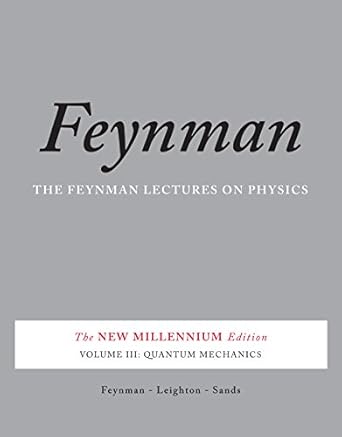 Feynman
THE FEYNMAN LECTURES ON PHYSICS
The NEW MILLENNIUM Edition
VOLUME III: QUANTUM MECHANICS
Feynman - Leighton - Sands